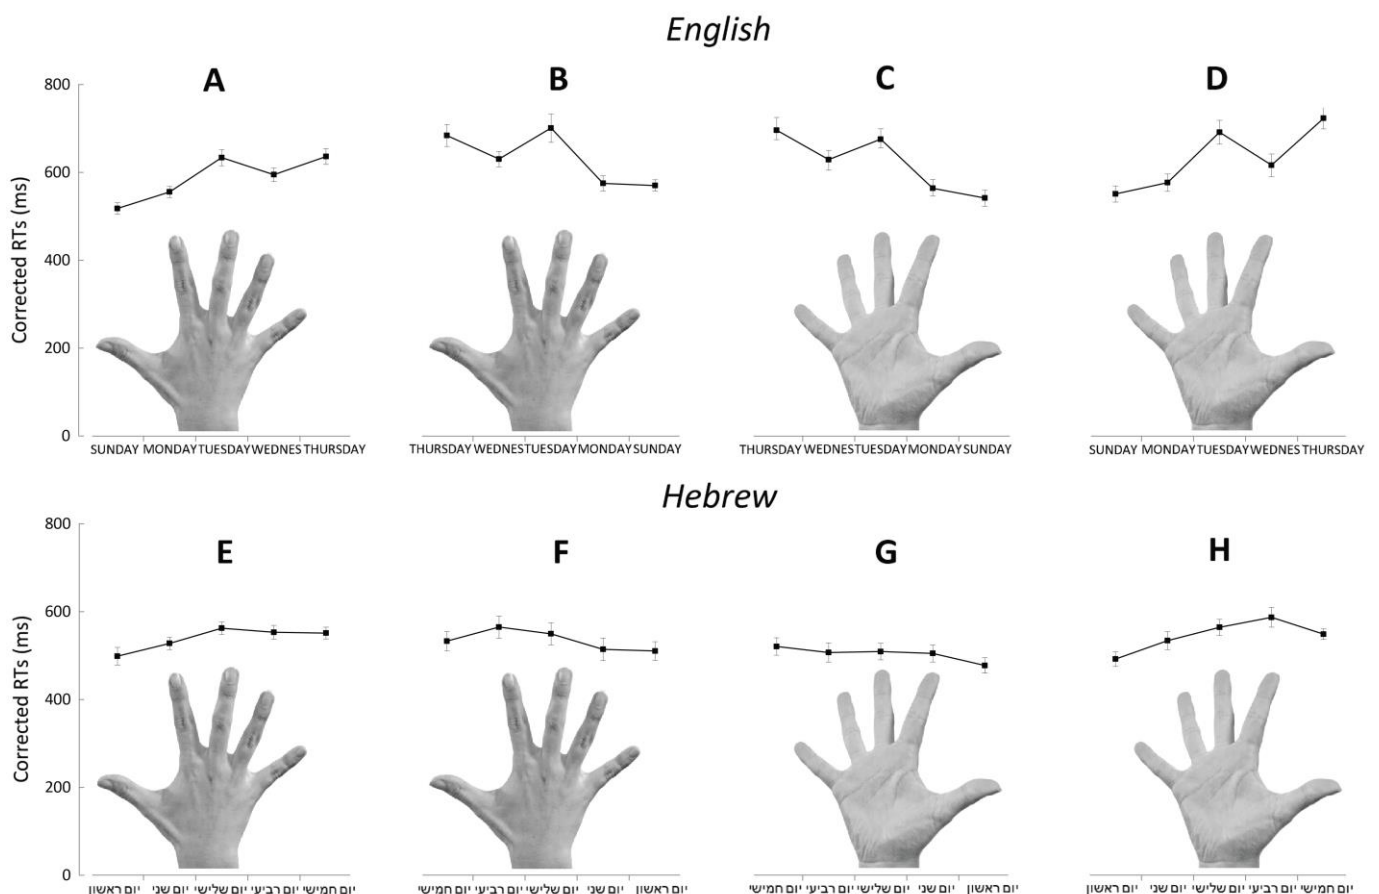 English
A B C D
800
600
400
200
0
Corrected RTs (ms)
SUNDAY MONDAY TUESDAY WEDNES THURSDAY
THURSDAY WEDNES TUESDAY MONDAY SUNDAY
THURSDAY WEDNES TUESDAY MONDAY SUNDAY
SUNDAY MONDAY TUESDAY WEDNES THURSDAY
Hebrew
E F G H
800
600
400
200
0
Corrected RTs (ms)
יום ראשון יום שני יום שלישי יום רביעי יום חמישי
יום חמישי יום רביעי יום שלישי יום שני יום ראשון
יום חמישי יום רביעי יום שלישי יום שני יום ראשון
יום ראשון יום שני יום שלישי יום רביעי יום חמישי